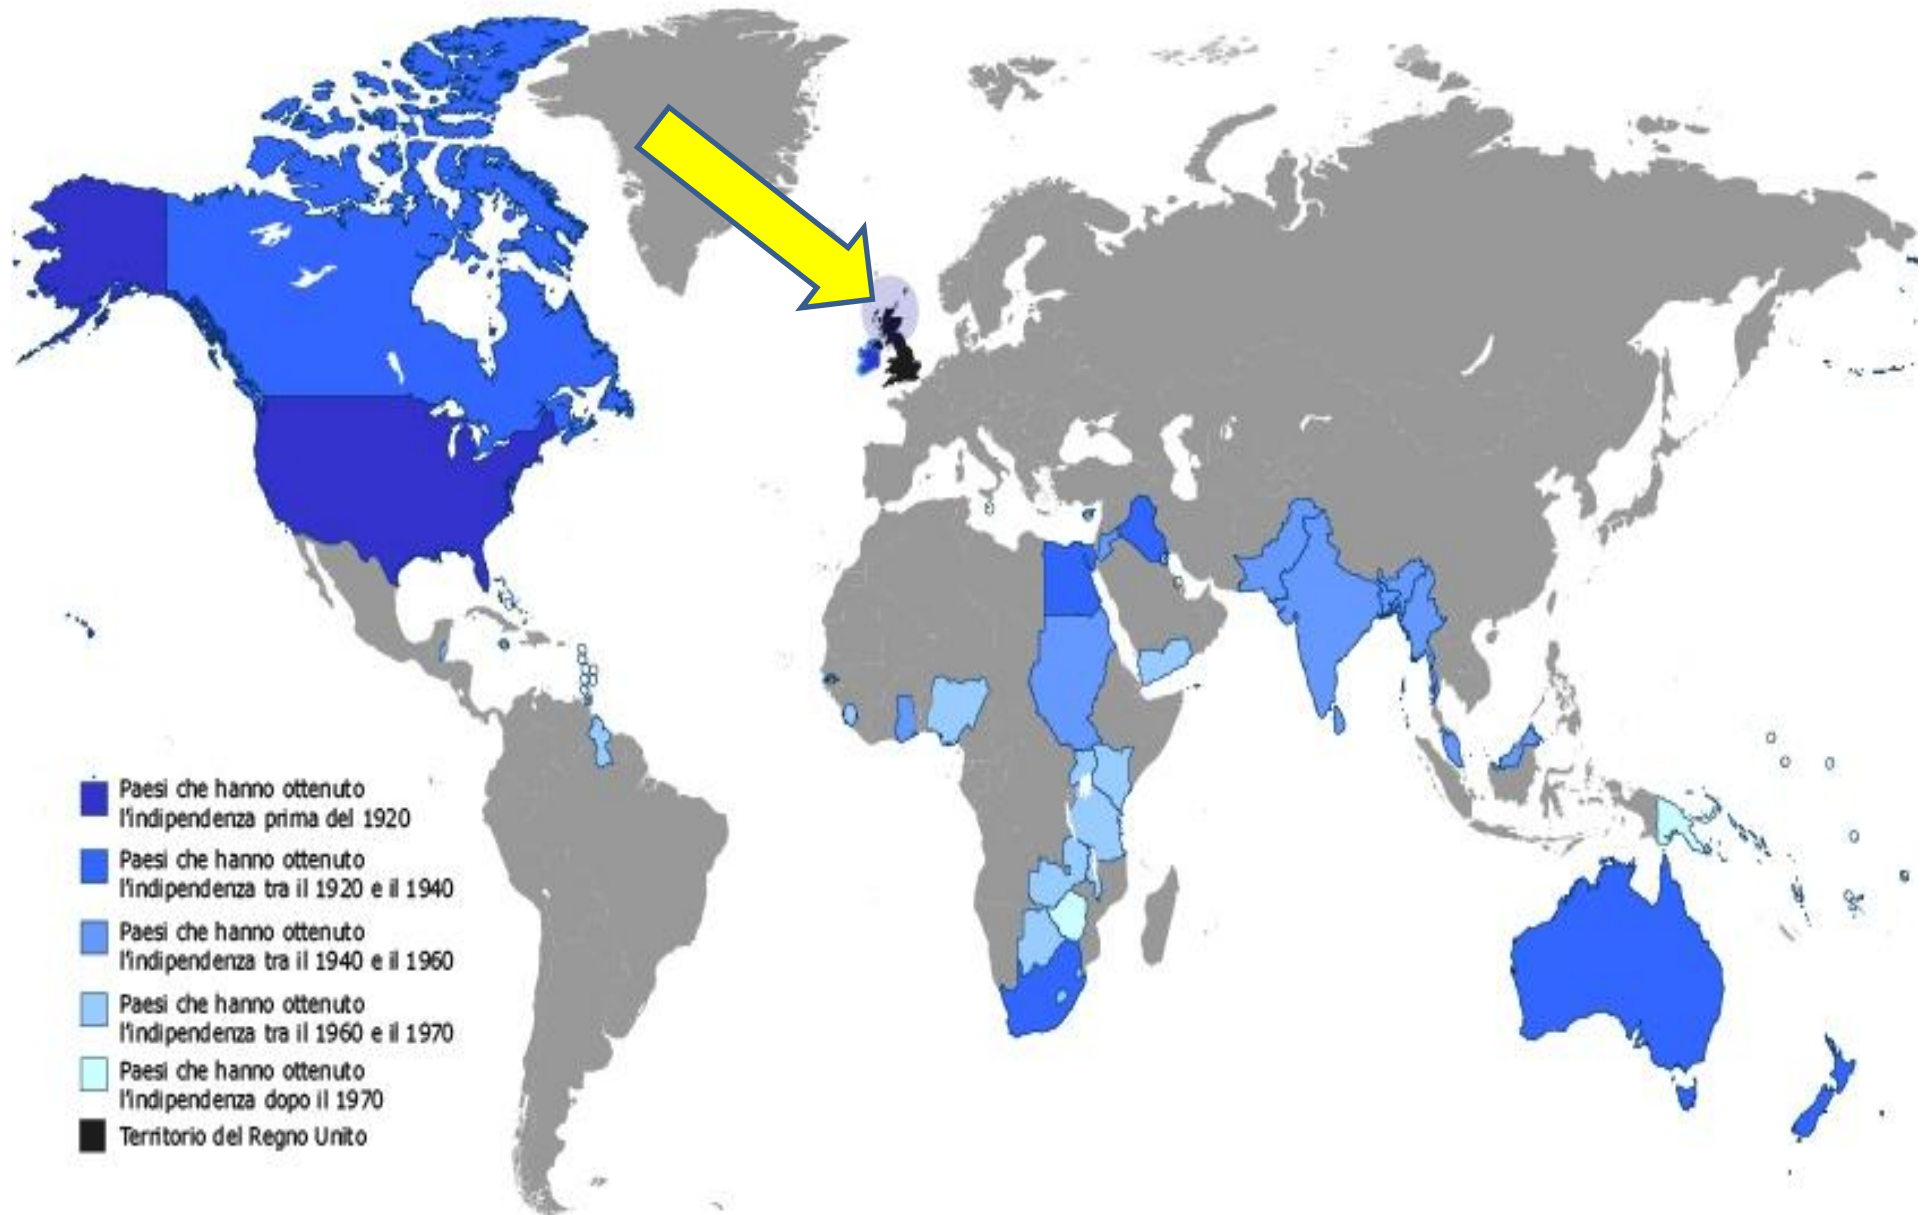 Paesi che hanno ottenuto
l'indipendenza prima del 1920
Paesi che hanno ottenuto
l'indipendenza tra il 1920 e il 1940
Paesi che hanno ottenuto
l'indipendenza tra il 1940 e il 1960
Paesi che hanno ottenuto
l'indipendenza tra il 1960 e il 1970
Paesi che hanno ottenuto
l'indipendenza dopo il 1970
Territorio del Regno Unito